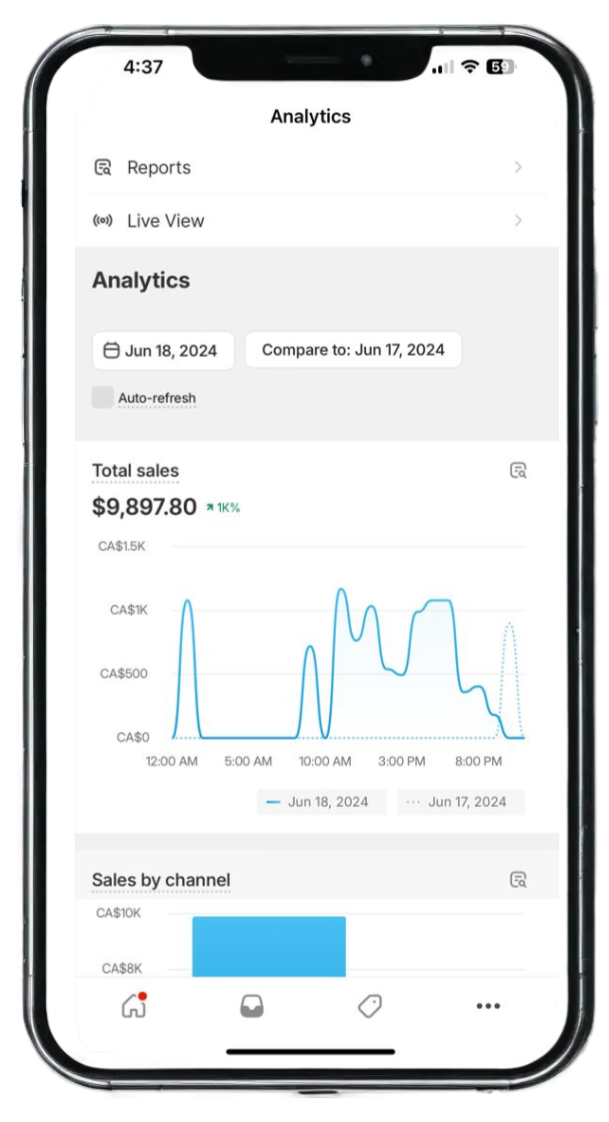 4:37
59
Analytics
Reports
Live View
Analytics
Jun 18, 2024 Compare to: Jun 17, 2024
Auto-refresh
Total sales
$9,897.80 1K%
CA$1.5K
CA$1K
CA$500
CA$0
12:00 AM 5:00 AM 10:00 AM 3:00 PM 8:00 PM
Jun 18, 2024 Jun 17, 2024
Sales by channel
CA$10K
CA$8K